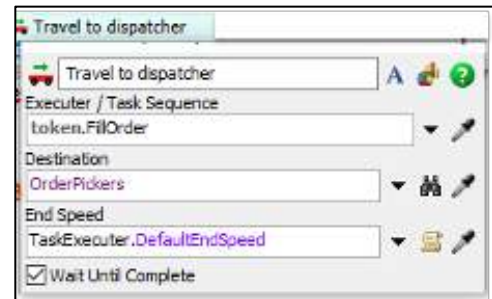 Travel to dispatcher
Travel to dispatcher
A
?
Executer / Task Sequence
token.FillOrder
Destination
OrderPickers
End Speed
TaskExecuter.DefaultEndSpeed
Wait Until Complete